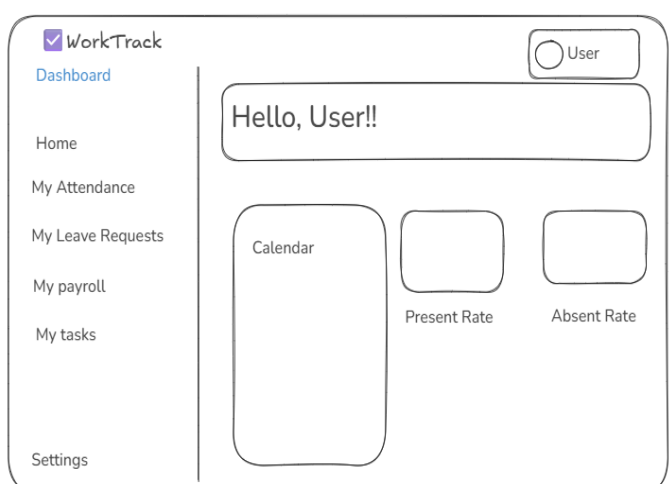 WorkTrack
User
Dashboard
Hello, User!!
Home
My Attendance
My Leave Requests
My payroll
My tasks
Settings
Calendar
Present Rate
Absent Rate